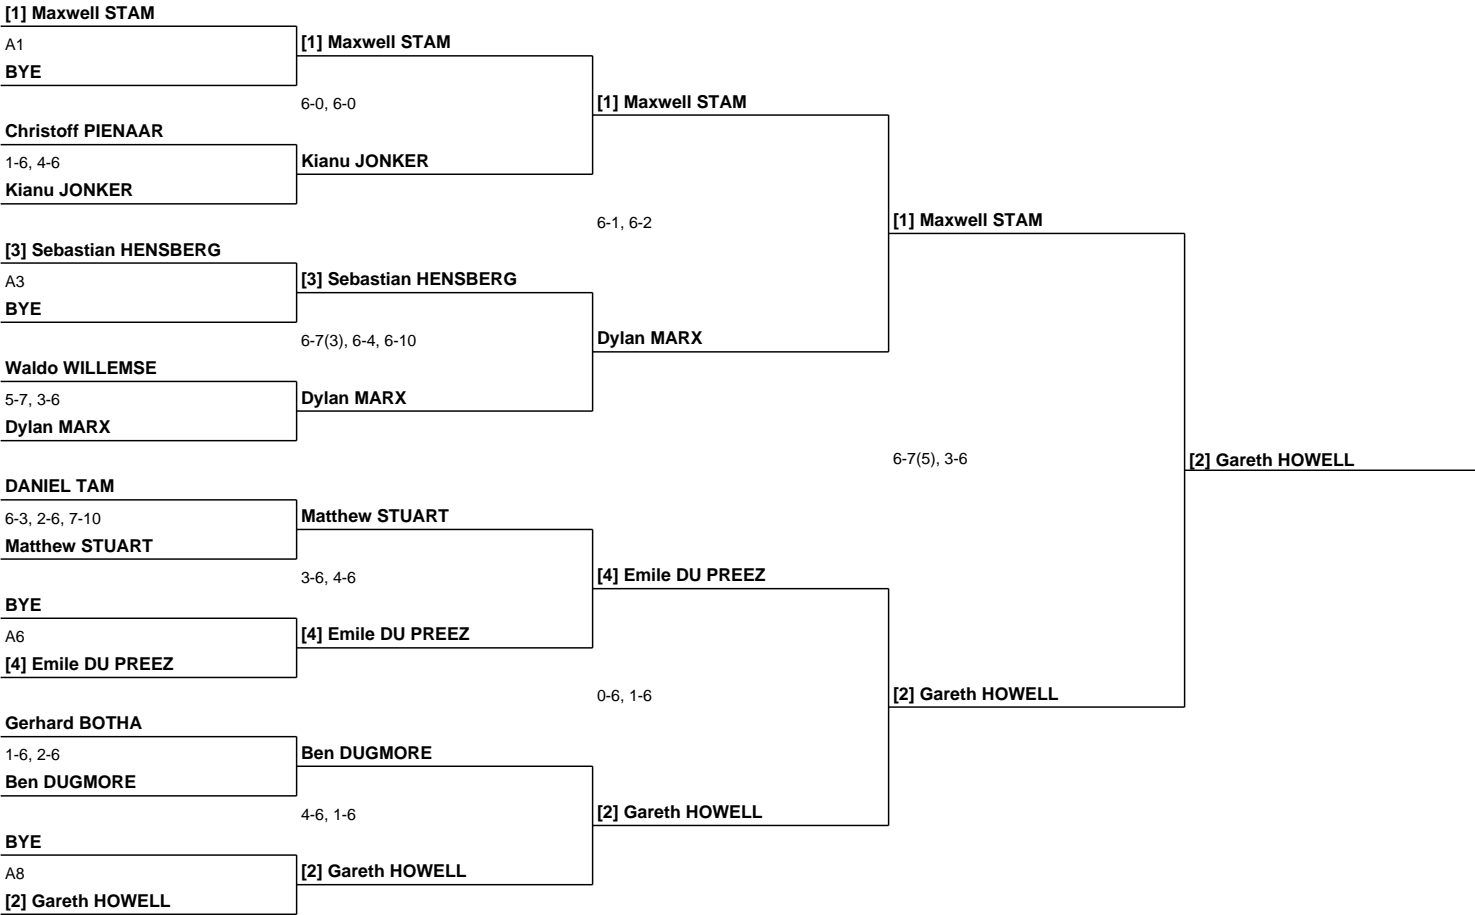 [1] Maxwell STAM
A1
BYE
[1] Maxwell STAM
6-0, 6-0
Christoff PIENAAR
1-6, 4-6
Kianu JONKER
Kianu JONKER
[1] Maxwell STAM
6-1, 6-2
[3] Sebastian HENSBERG
A3
BYE
[3] Sebastian HENSBERG
6-7(3), 6-4, 6-10
Waldo WILLEMSE
5-7, 3-6
Dylan MARX
Dylan MARX
Dylan MARX
[1] Maxwell STAM
6-7(5), 3-6
[2] Gareth HOWELL
DANIEL TAM
6-3, 2-6, 7-10
Matthew STUART
Matthew STUART
3-6, 4-6
BYE
A6
[4] Emile DU PREEZ
[4] Emile DU PREEZ
[4] Emile DU PREEZ
0-6, 1-6
[2] Gareth HOWELL
Gerhard BOTHA
1-6, 2-6
Ben DUGMORE
Ben DUGMORE
4-6, 1-6
BYE
A8
[2] Gareth HOWELL
[2] Gareth HOWELL
[2] Gareth HOWELL